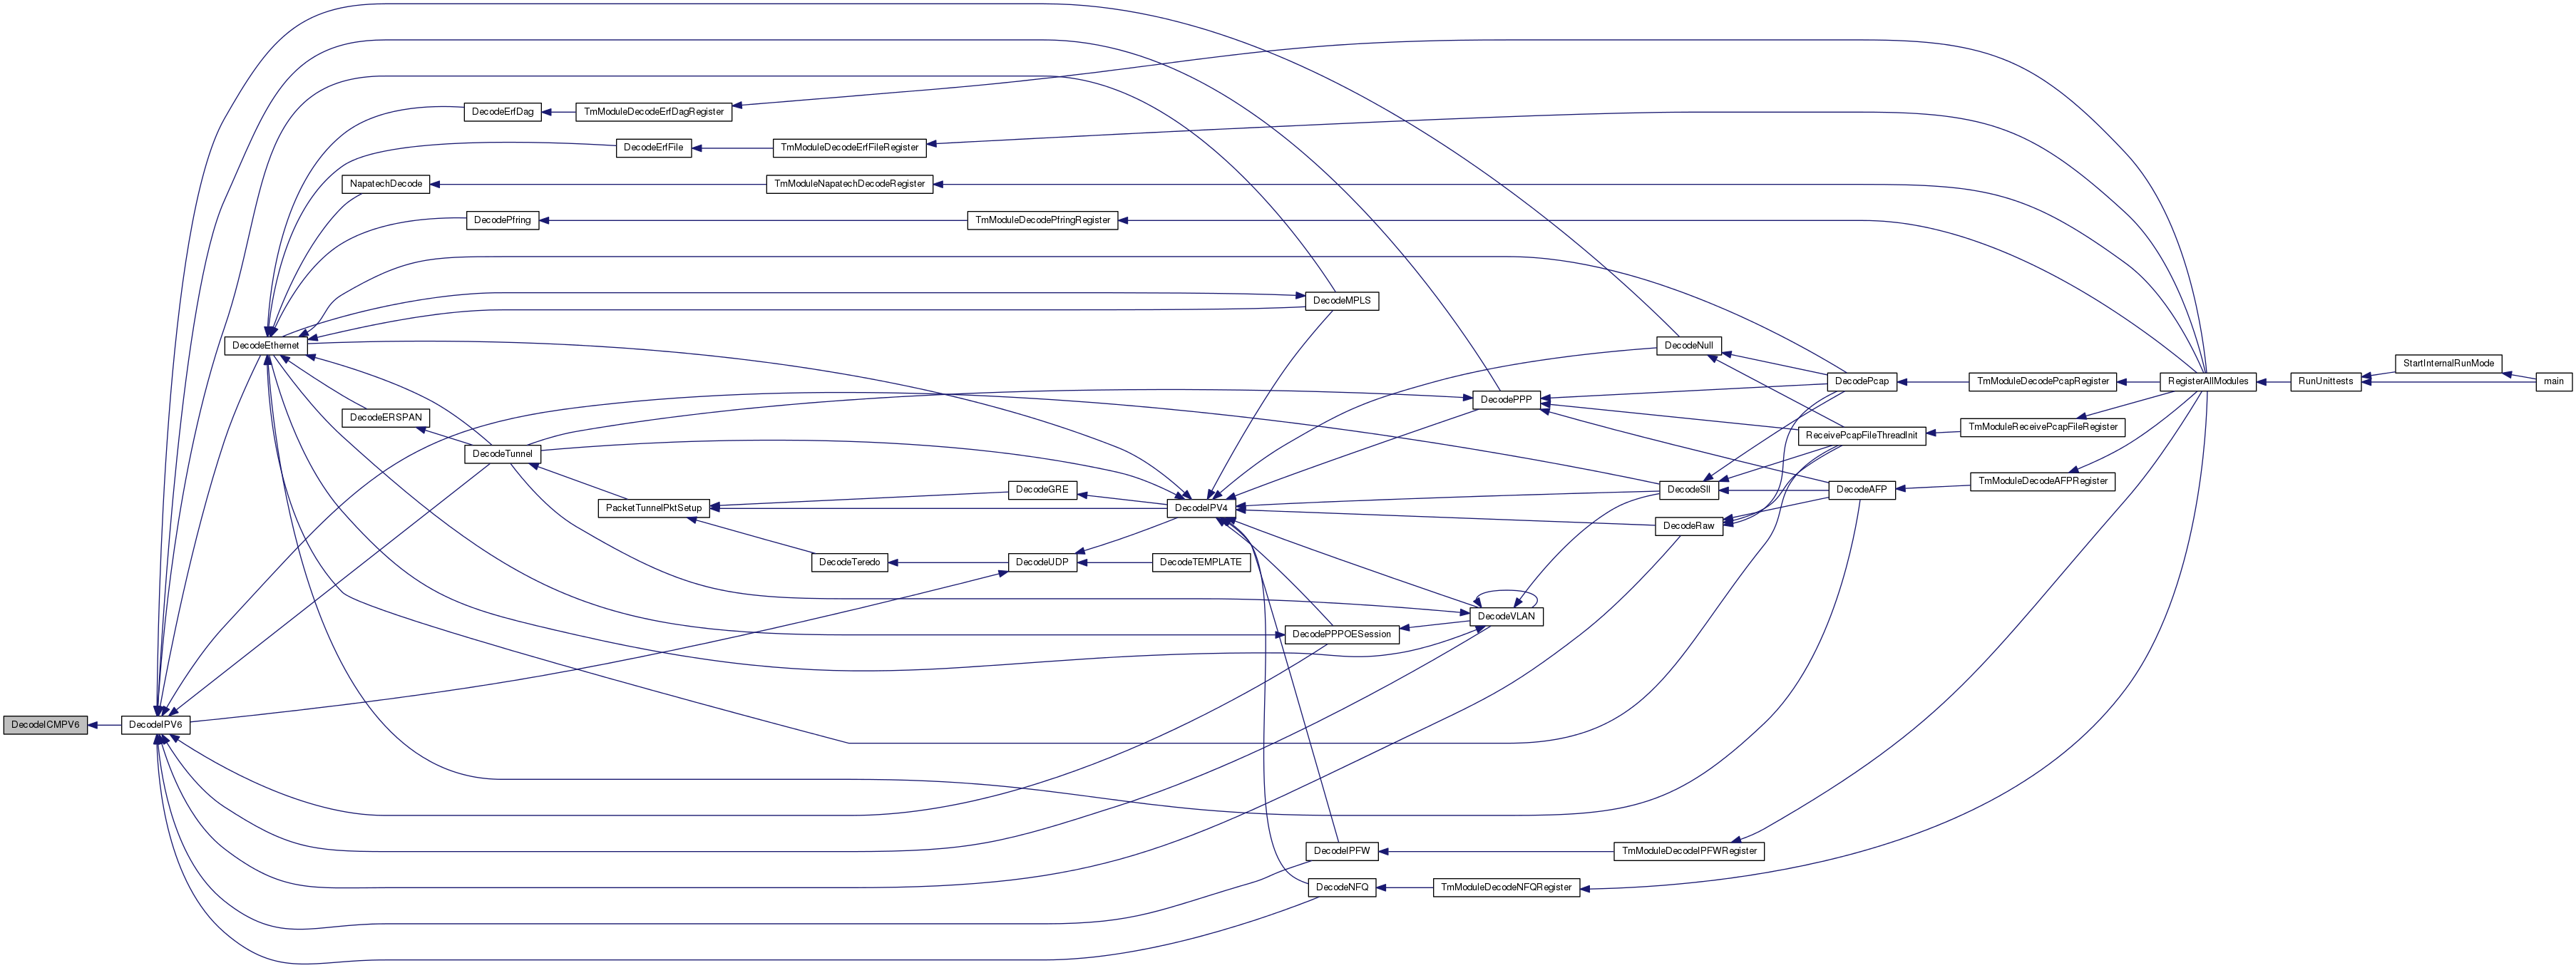 DecodeErfDag
TmModuleDecodeErfDagRegister
DecodeErfFile
TmModuleDecodeErfFileRegister
NapatechDecode
TmModuleNapatechDecodeRegister
DecodePfring
TmModuleDecodePfringRegister
DecodeMPLS
DecodeEthernet
DecodeNull
StartInternalRunMode
DecodePcap
TmModuleDecodePcapRegister
RegisterAllModules
RunUnittests
main
DecodePPP
DecodeERSPAN
TmModuleReceivePcapFileRegister
ReceivePcapFileThreadInit
DecodeTunnel
TmModuleDecodeAFPRegister
DecodeGRE
DecodeSll
DecodeAFP
PacketTunnelPktSetup
DecodeIPV4
DecodeRaw
DecodeTeredo
DecodeUDP
DecodeTEMPLATE
DecodeVLAN
DecodePPPOESession
DecodeICMPV6
DecodeIPV6
DecodeIPFW
TmModuleDecodeIPFWRegister
DecodeNFQ
TmModuleDecodeNFQRegister